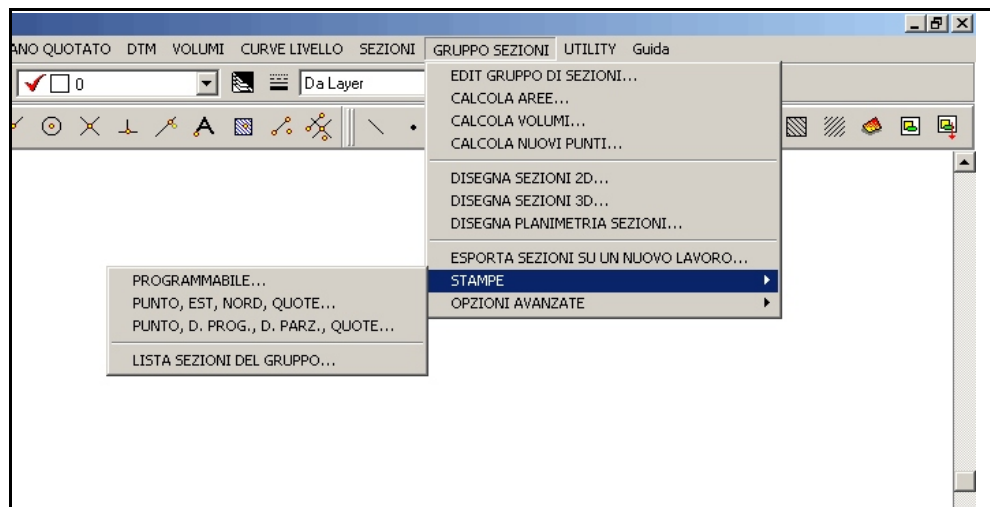 ANO QUOTATO DTM VOLUMI CURVE LIVELLO SEZIONI GRUPPO SEZIONI UTILITY Guida
0 Da Layer
EDIT GRUPPO DI SEZIONI...
CALCOLA AREE...
CALCOLA VOLUMI...
CALCOLA NUOVI PUNTI...
DISEGNA SEZIONI 2D...
DISEGNA SEZIONI 3D...
DISEGNA PLANIMETRIA SEZIONI...
ESPORTA SEZIONI SU UN NUOVO LAVORO...
STAMPE
OPZIONI AVANZATE
PROGRAMMABILE...
PUNTO, EST, NORD, QUOTE...
PUNTO, D. PROG., D. PARZ., QUOTE...
LISTA SEZIONI DEL GRUPPO...